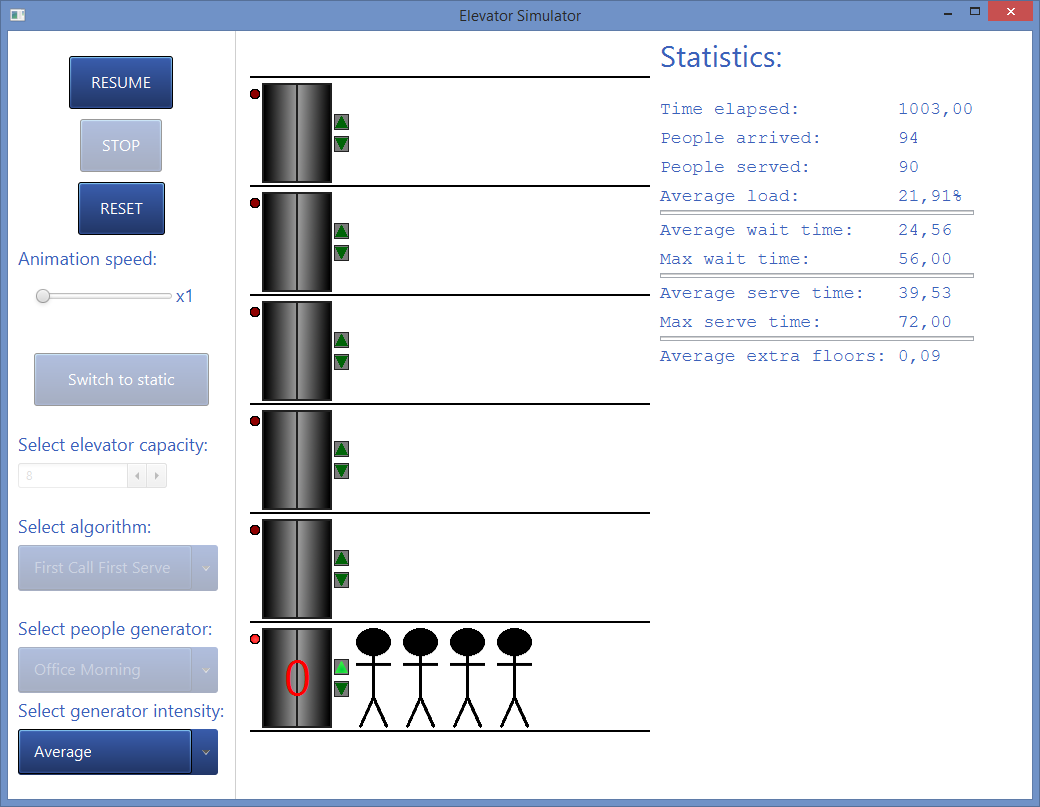 Elevator Simulator
RESUME
STOP
RESET
Animation speed:
x1
Switch to static
Select elevator capacity:
8
Select algorithm:
First Call First Serve
Select people generator:
Office Morning
Select generator intensity:
Average
0
Statistics:
Time elapsed: 1003,00
People arrived: 94
People served: 90
Average load: 21,91%
Average wait time: 24,56
Max wait time: 56,00
Average serve time: 39,53
Max serve time: 72,00
Average extra floors: 0,09